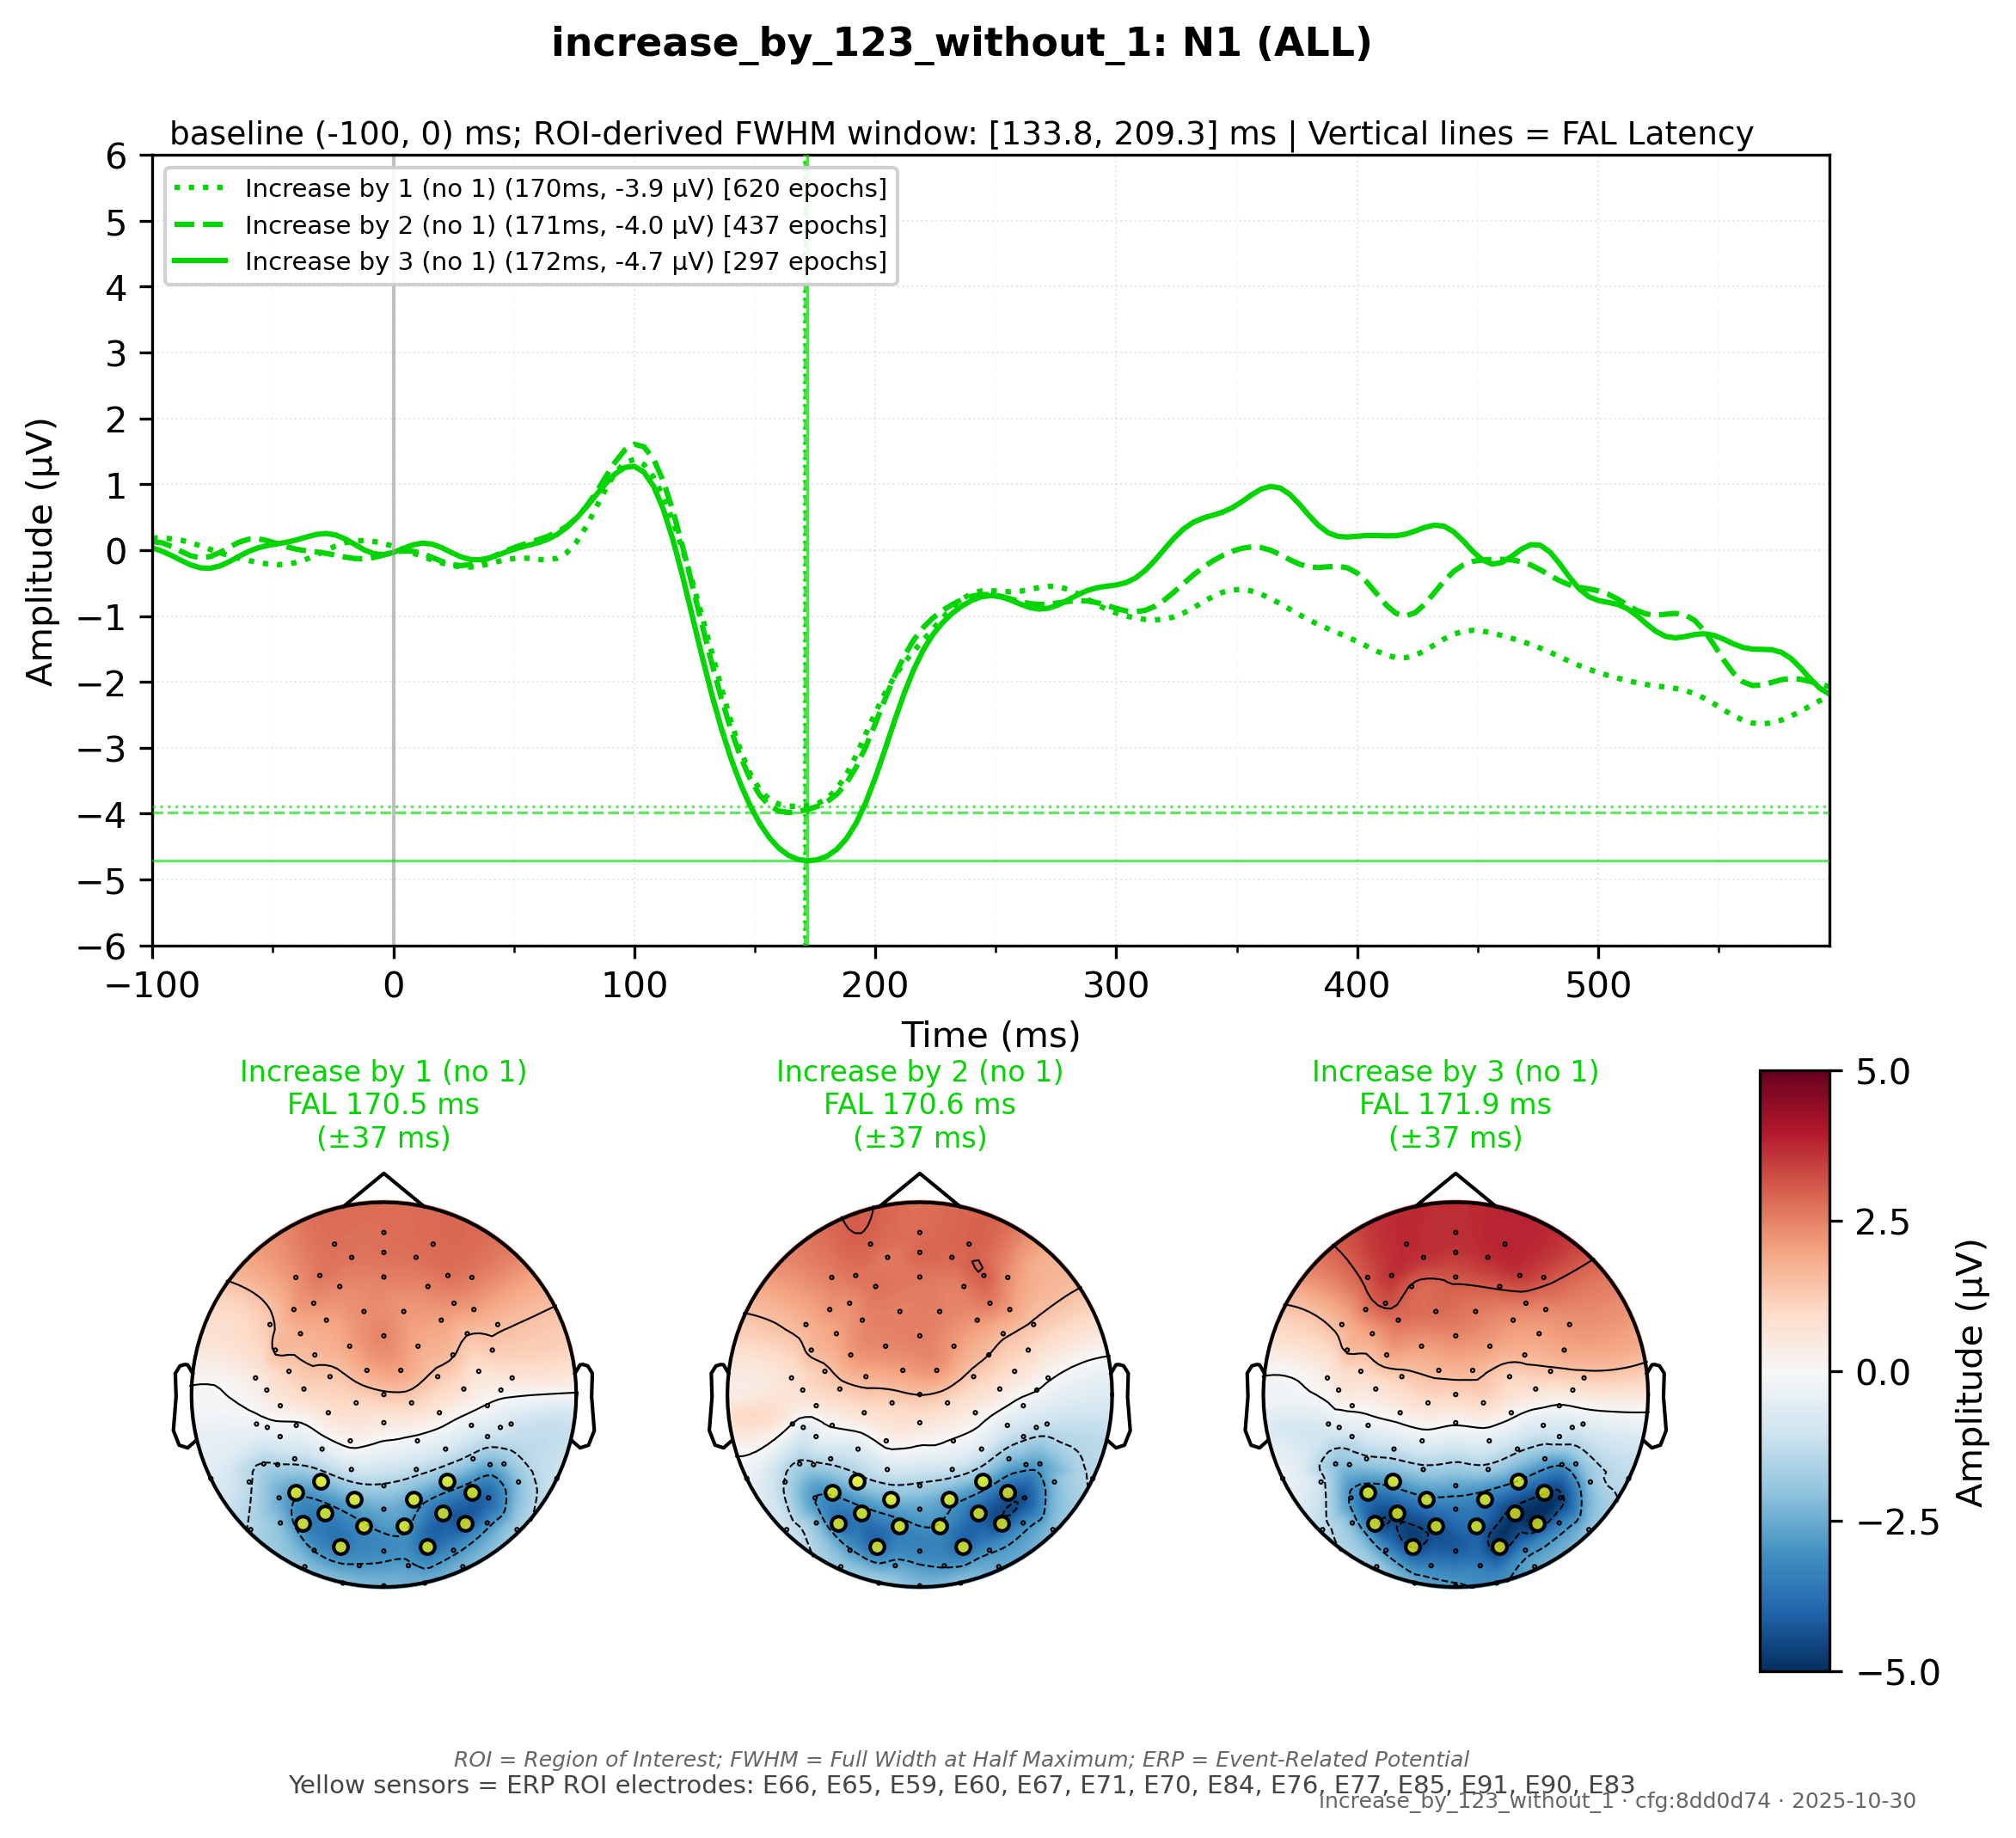 increase_by_123_without_1: N1 (ALL)
baseline (-100, 0) ms; ROI-derived FWHM window: [133.8, 209.3] ms | Vertical lines = FAL Latency
Increase by 1 (no 1) (170ms, -3.9 µV) [620 epochs]
Increase by 2 (no 1) (171ms, -4.0 µV) [437 epochs]
Increase by 3 (no 1) (172ms, -4.7 µV) [297 epochs]
Amplitude (µV)
6
5
4
3
2
1
0
−1
−2
−3
−4
−5
−6
−100 0 100 200 300 400 500
Time (ms)
Increase by 1 (no 1)
FAL 170.5 ms
(±37 ms)
Increase by 2 (no 1)
FAL 170.6 ms
(±37 ms)
Increase by 3 (no 1)
FAL 171.9 ms
(±37 ms)
5.0
2.5
0.0
−2.5
−5.0
Amplitude (µV)
ROI = Region of Interest; FWHM = Full Width at Half Maximum; ERP = Event-Related Potential
Yellow sensors = ERP ROI electrodes: E66, E65, E59, E60, E67, E71, E70, E84, E76, E77, E85, E91, E90, E83
increase_by_123_without_1 · cfg:8dd0d74 · 2025-10-30